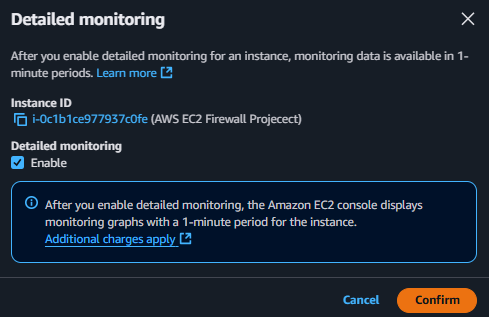 Detailed monitoring
After you enable detailed monitoring for an instance, monitoring data is available in 1-
minute periods. Learn more
Instance ID
i-0c1b1ce977937c0fe (AWS EC2 Firewall Projecect)
Detailed monitoring
Enable
After you enable detailed monitoring, the Amazon EC2 console displays
monitoring graphs with a 1-minute period for the instance.
Additional charges apply
Cancel Confirm